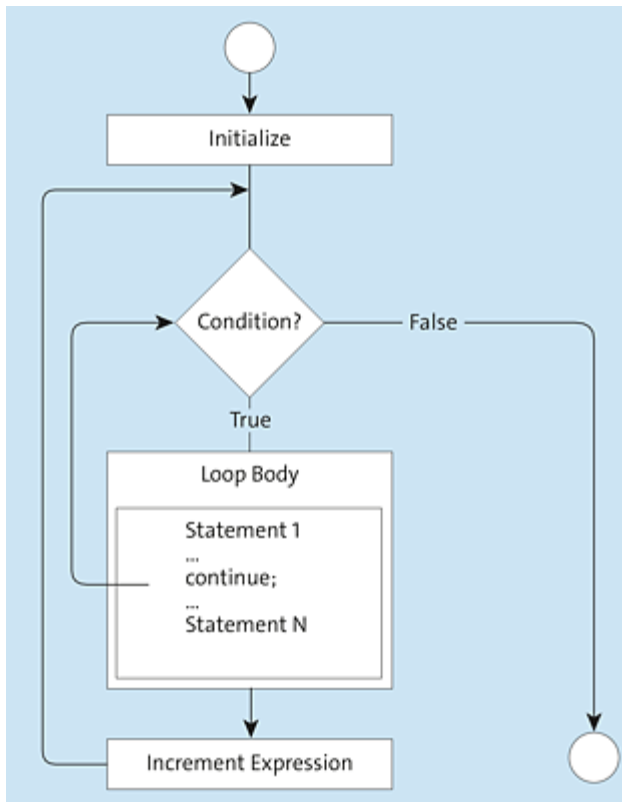 Initialize
Condition?
False
True
Loop Body
Statement 1
...
continue;
...
Statement N
Increment Expression